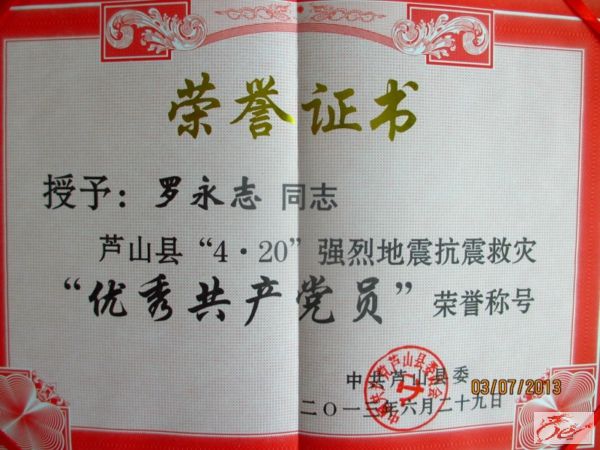 荣誉证书
授予：罗永志 同志
芦山县“4·20”强烈地震抗震救灾
“优秀共产党员”荣誉称号
中共芦山县委
二〇一三年六月二十九日
03/07/2013